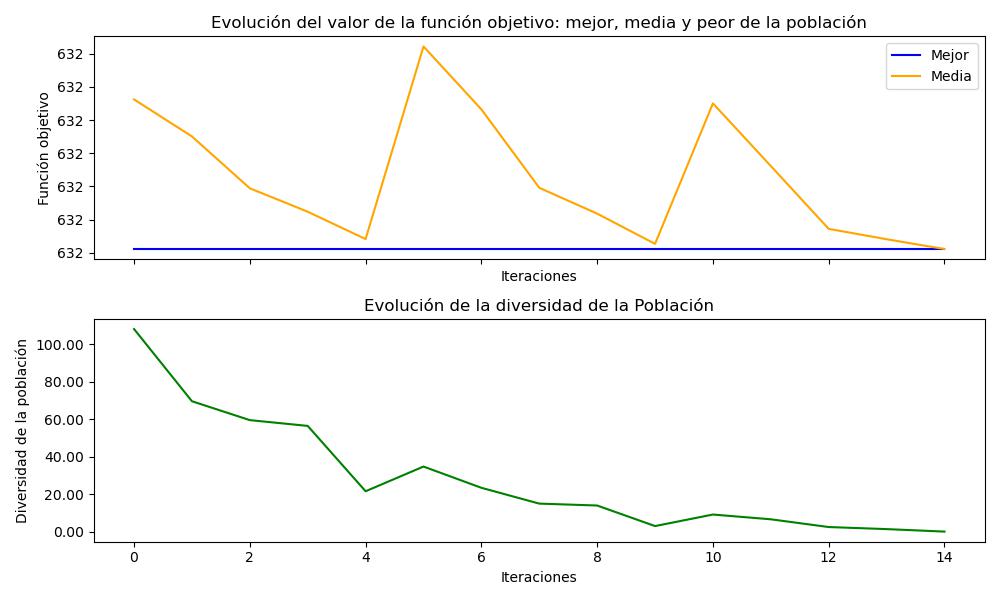 Evolución del valor de la función objetivo: mejor, media y peor de la población
Función objetivo
632
632
632
632
632
632
632
Mejor
Media
Iteraciones
Evolución de la diversidad de la Población
Diversidad de la población
100.00
80.00
60.00
40.00
20.00
0.00
0 2 4 6 8 10 12 14
Iteraciones